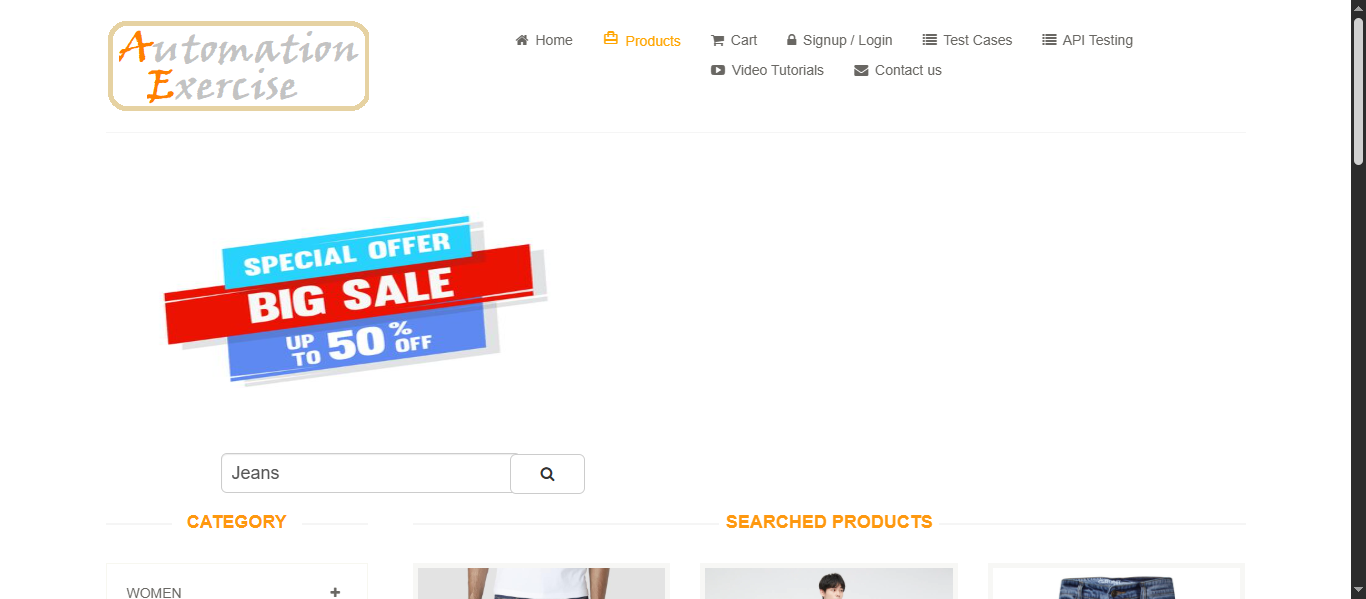 Automation
Exercise
Home Products Cart Signup / Login Test Cases API Testing
Video Tutorials Contact us
SPECIAL OFFER
BIG SALE
UP TO 50% OFF
Jeans
CATEGORY
SEARCHED PRODUCTS
WOMEN +